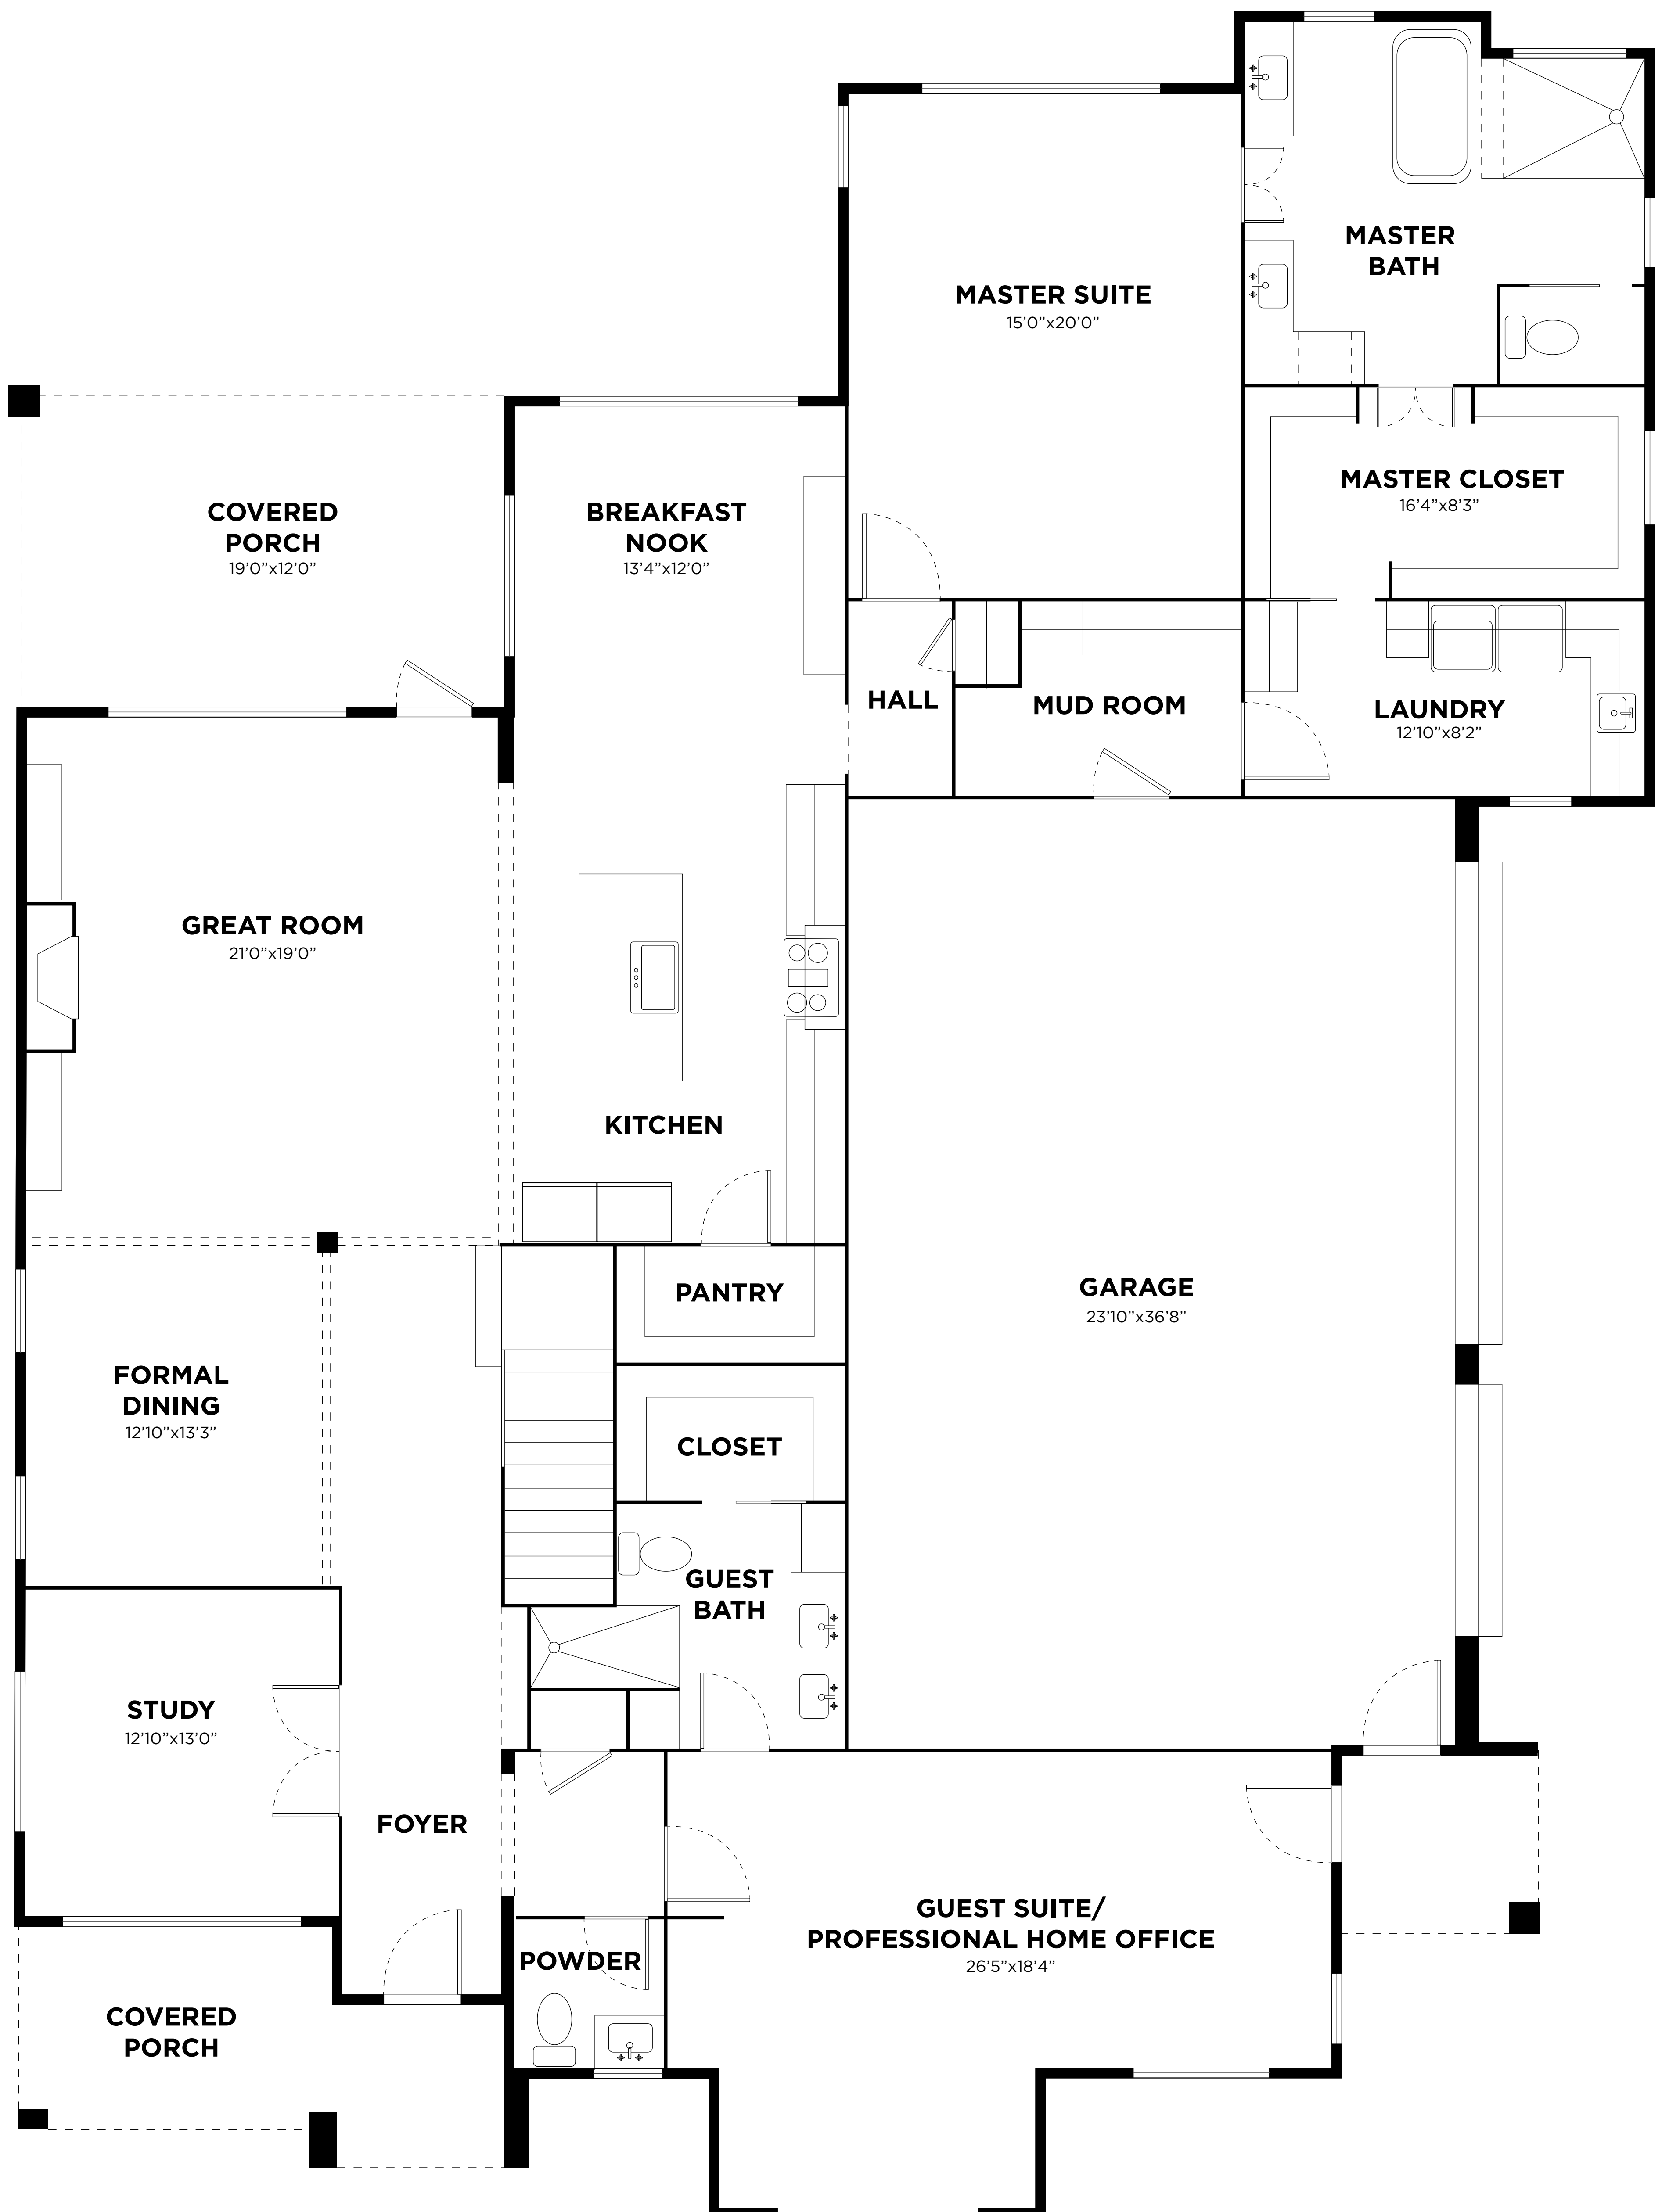 MASTER
BATH
MASTER SUITE
15’0”x20’0”
MASTER CLOSET
16’4”x8’3”
COVERED
PORCH
19’0”x12’0”
BREAKFAST
NOOK
13’4”x12’0”
HALL
MUD ROOM
LAUNDRY
12’10”x8’2”
GREAT ROOM
21’0”x19’0”
KITCHEN
PANTRY
GARAGE
23’10”x36’8”
FORMAL
DINING
12’10”x13’3”
CLOSET
GUEST
BATH
STUDY
12’10”x13’0”
FOYER
GUEST SUITE/
PROFESSIONAL HOME OFFICE
26’5”x18’4”
POWDER
COVERED
PORCH